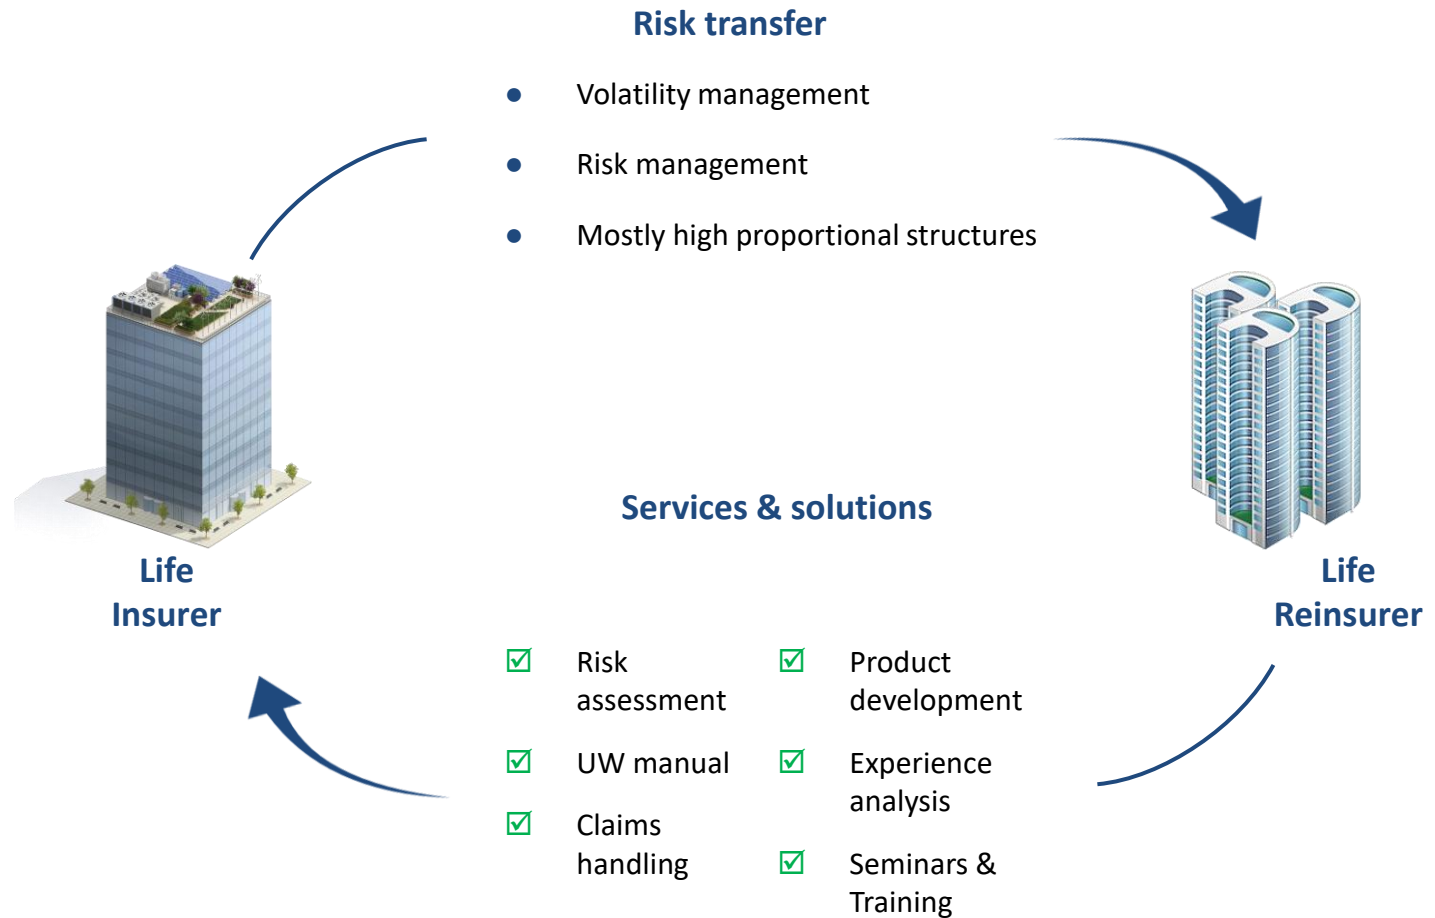 Risk transfer
● Volatility management
● Risk management
● Mostly high proportional structures
Life
Insurer
Life
Reinsurer
Services & solutions
☑ Risk
assessment
☑ UW manual
☑ Claims
handling
☑ Product
development
☑ Experience
analysis
☑ Seminars &
Training